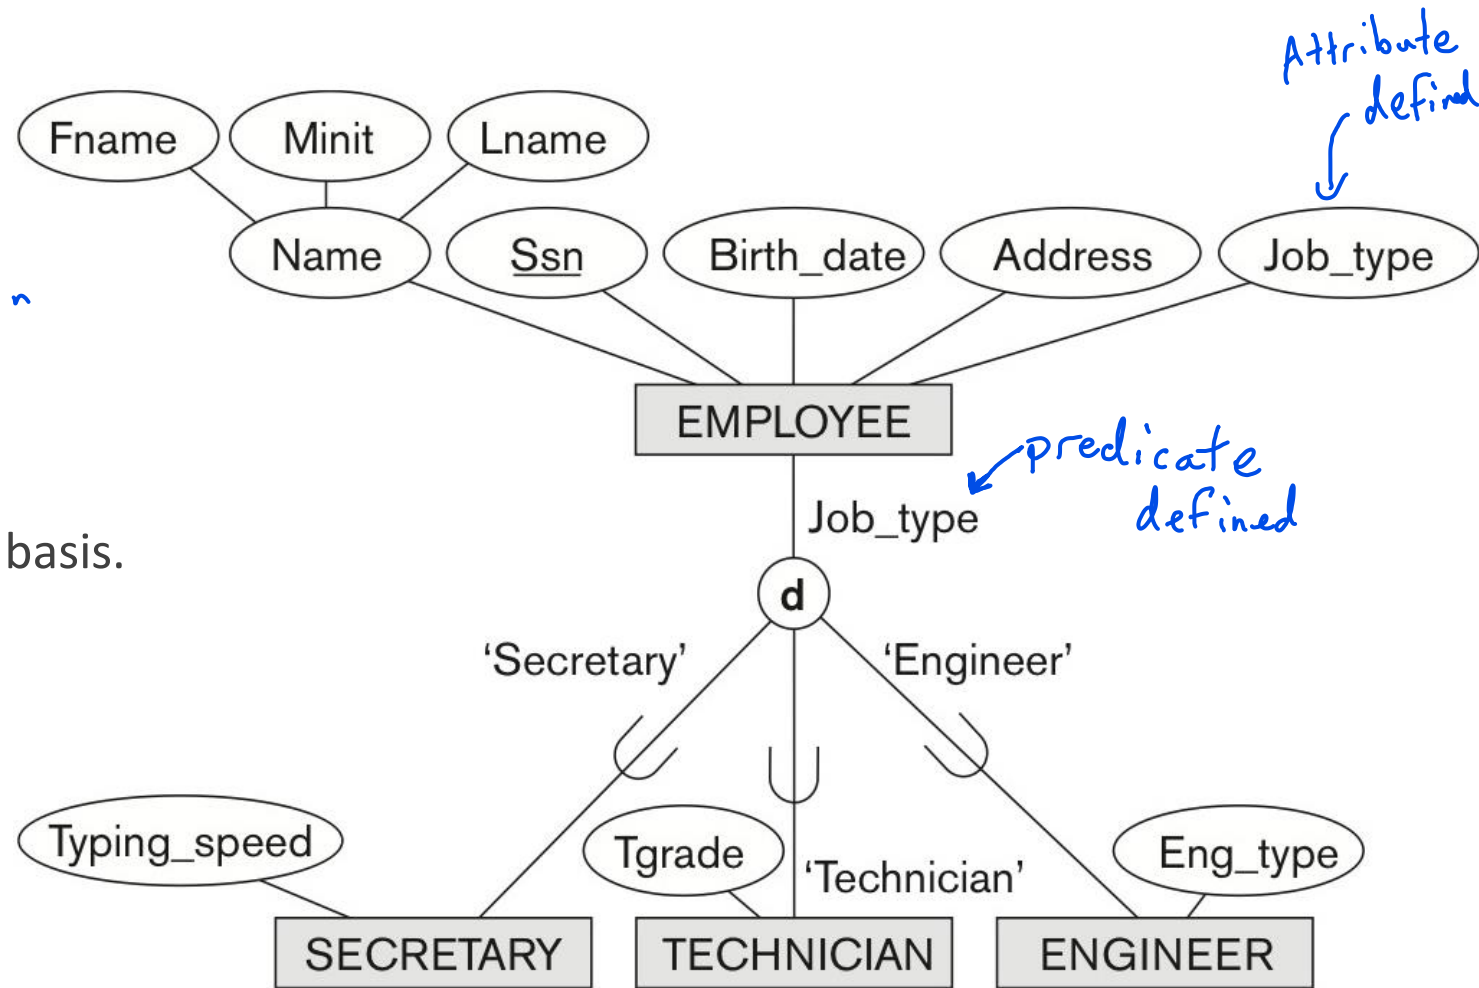 Attribute
defined
Fname Minit Lname
Name Ssn Birth_date Address Job_type
n
EMPLOYEE
predicate
defined
Job_type
basis.
d
‘Secretary’ ‘Engineer’
Typing_speed Tgrade Eng_type
‘Technician’
SECRETARY TECHNICIAN ENGINEER